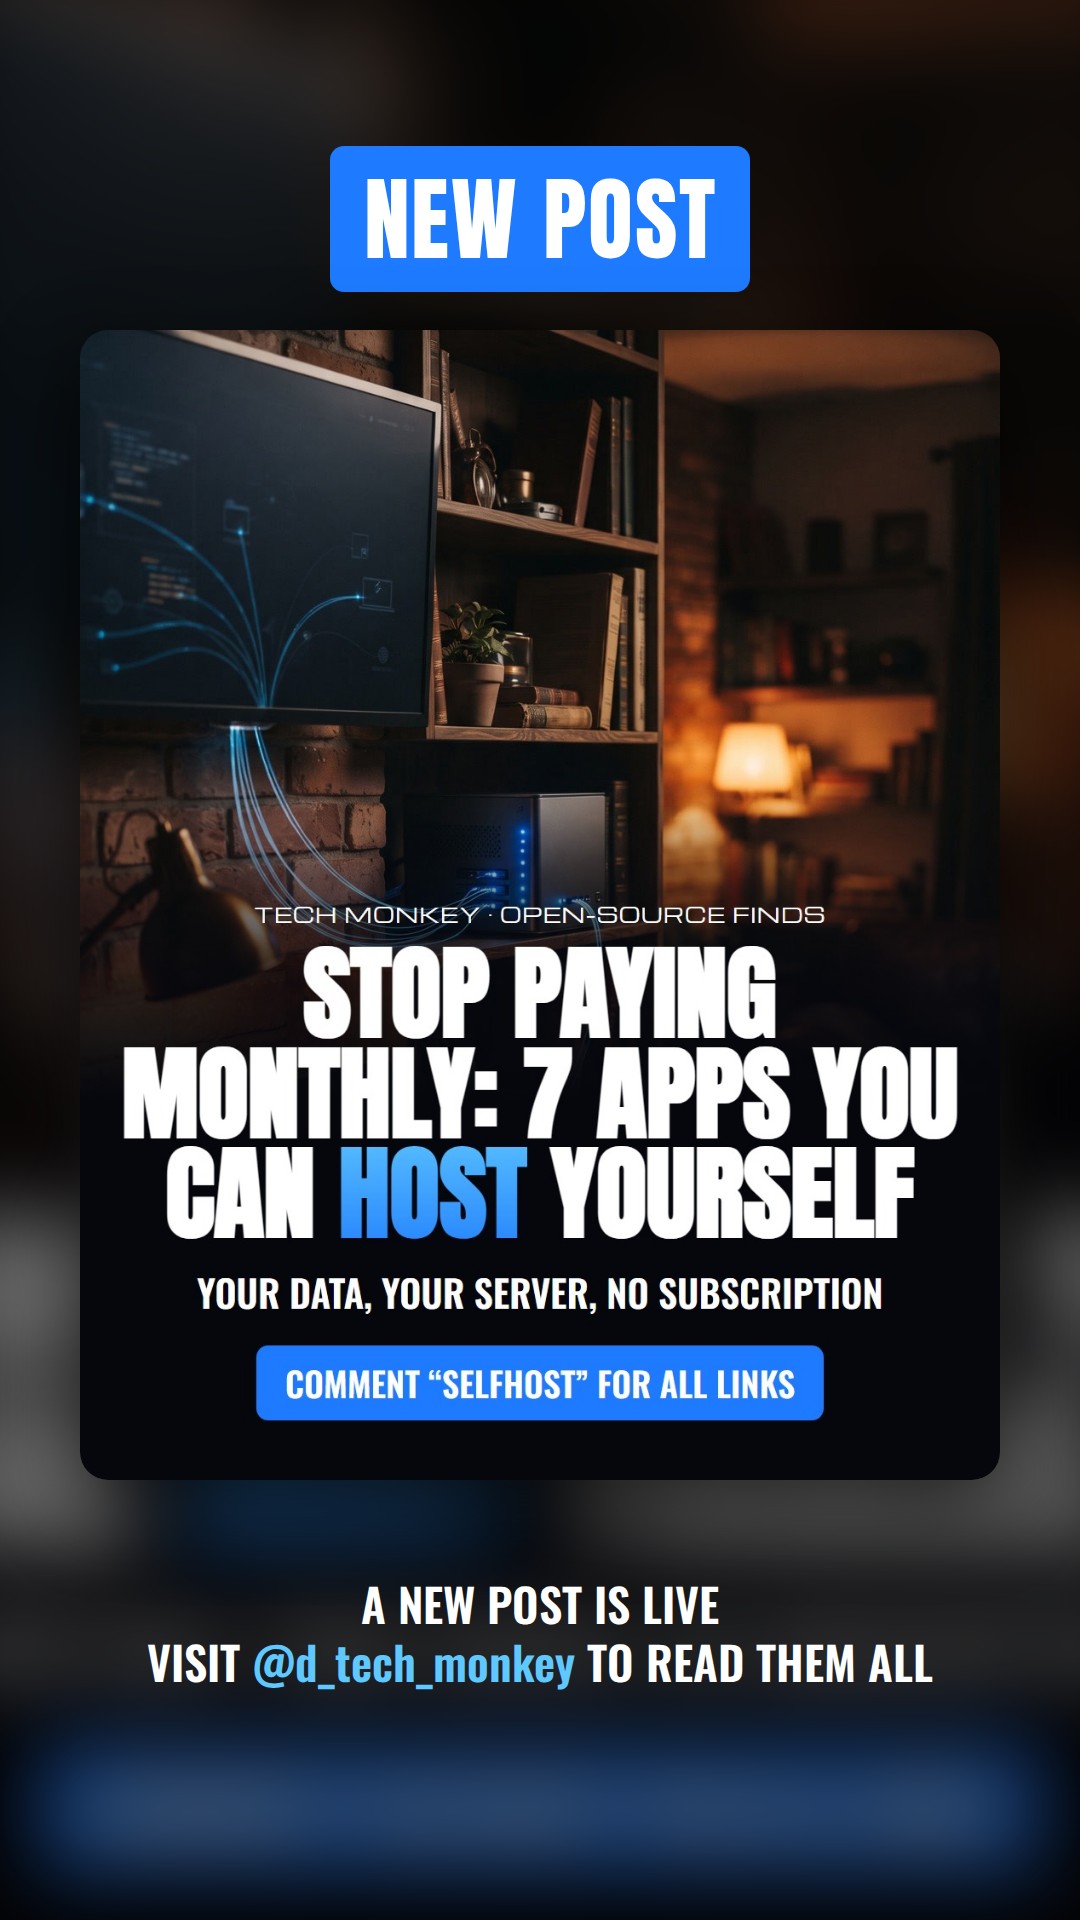 NEW POST
TECH MONKEY · OPEN-SOURCE FINDS
STOP PAYING
MONTHLY: 7 APPS YOU
CAN HOST YOURSELF
YOUR DATA, YOUR SERVER, NO SUBSCRIPTION
COMMENT “SELFHOST” FOR ALL LINKS
A NEW POST IS LIVE
VISIT @d_tech_monkey TO READ THEM ALL